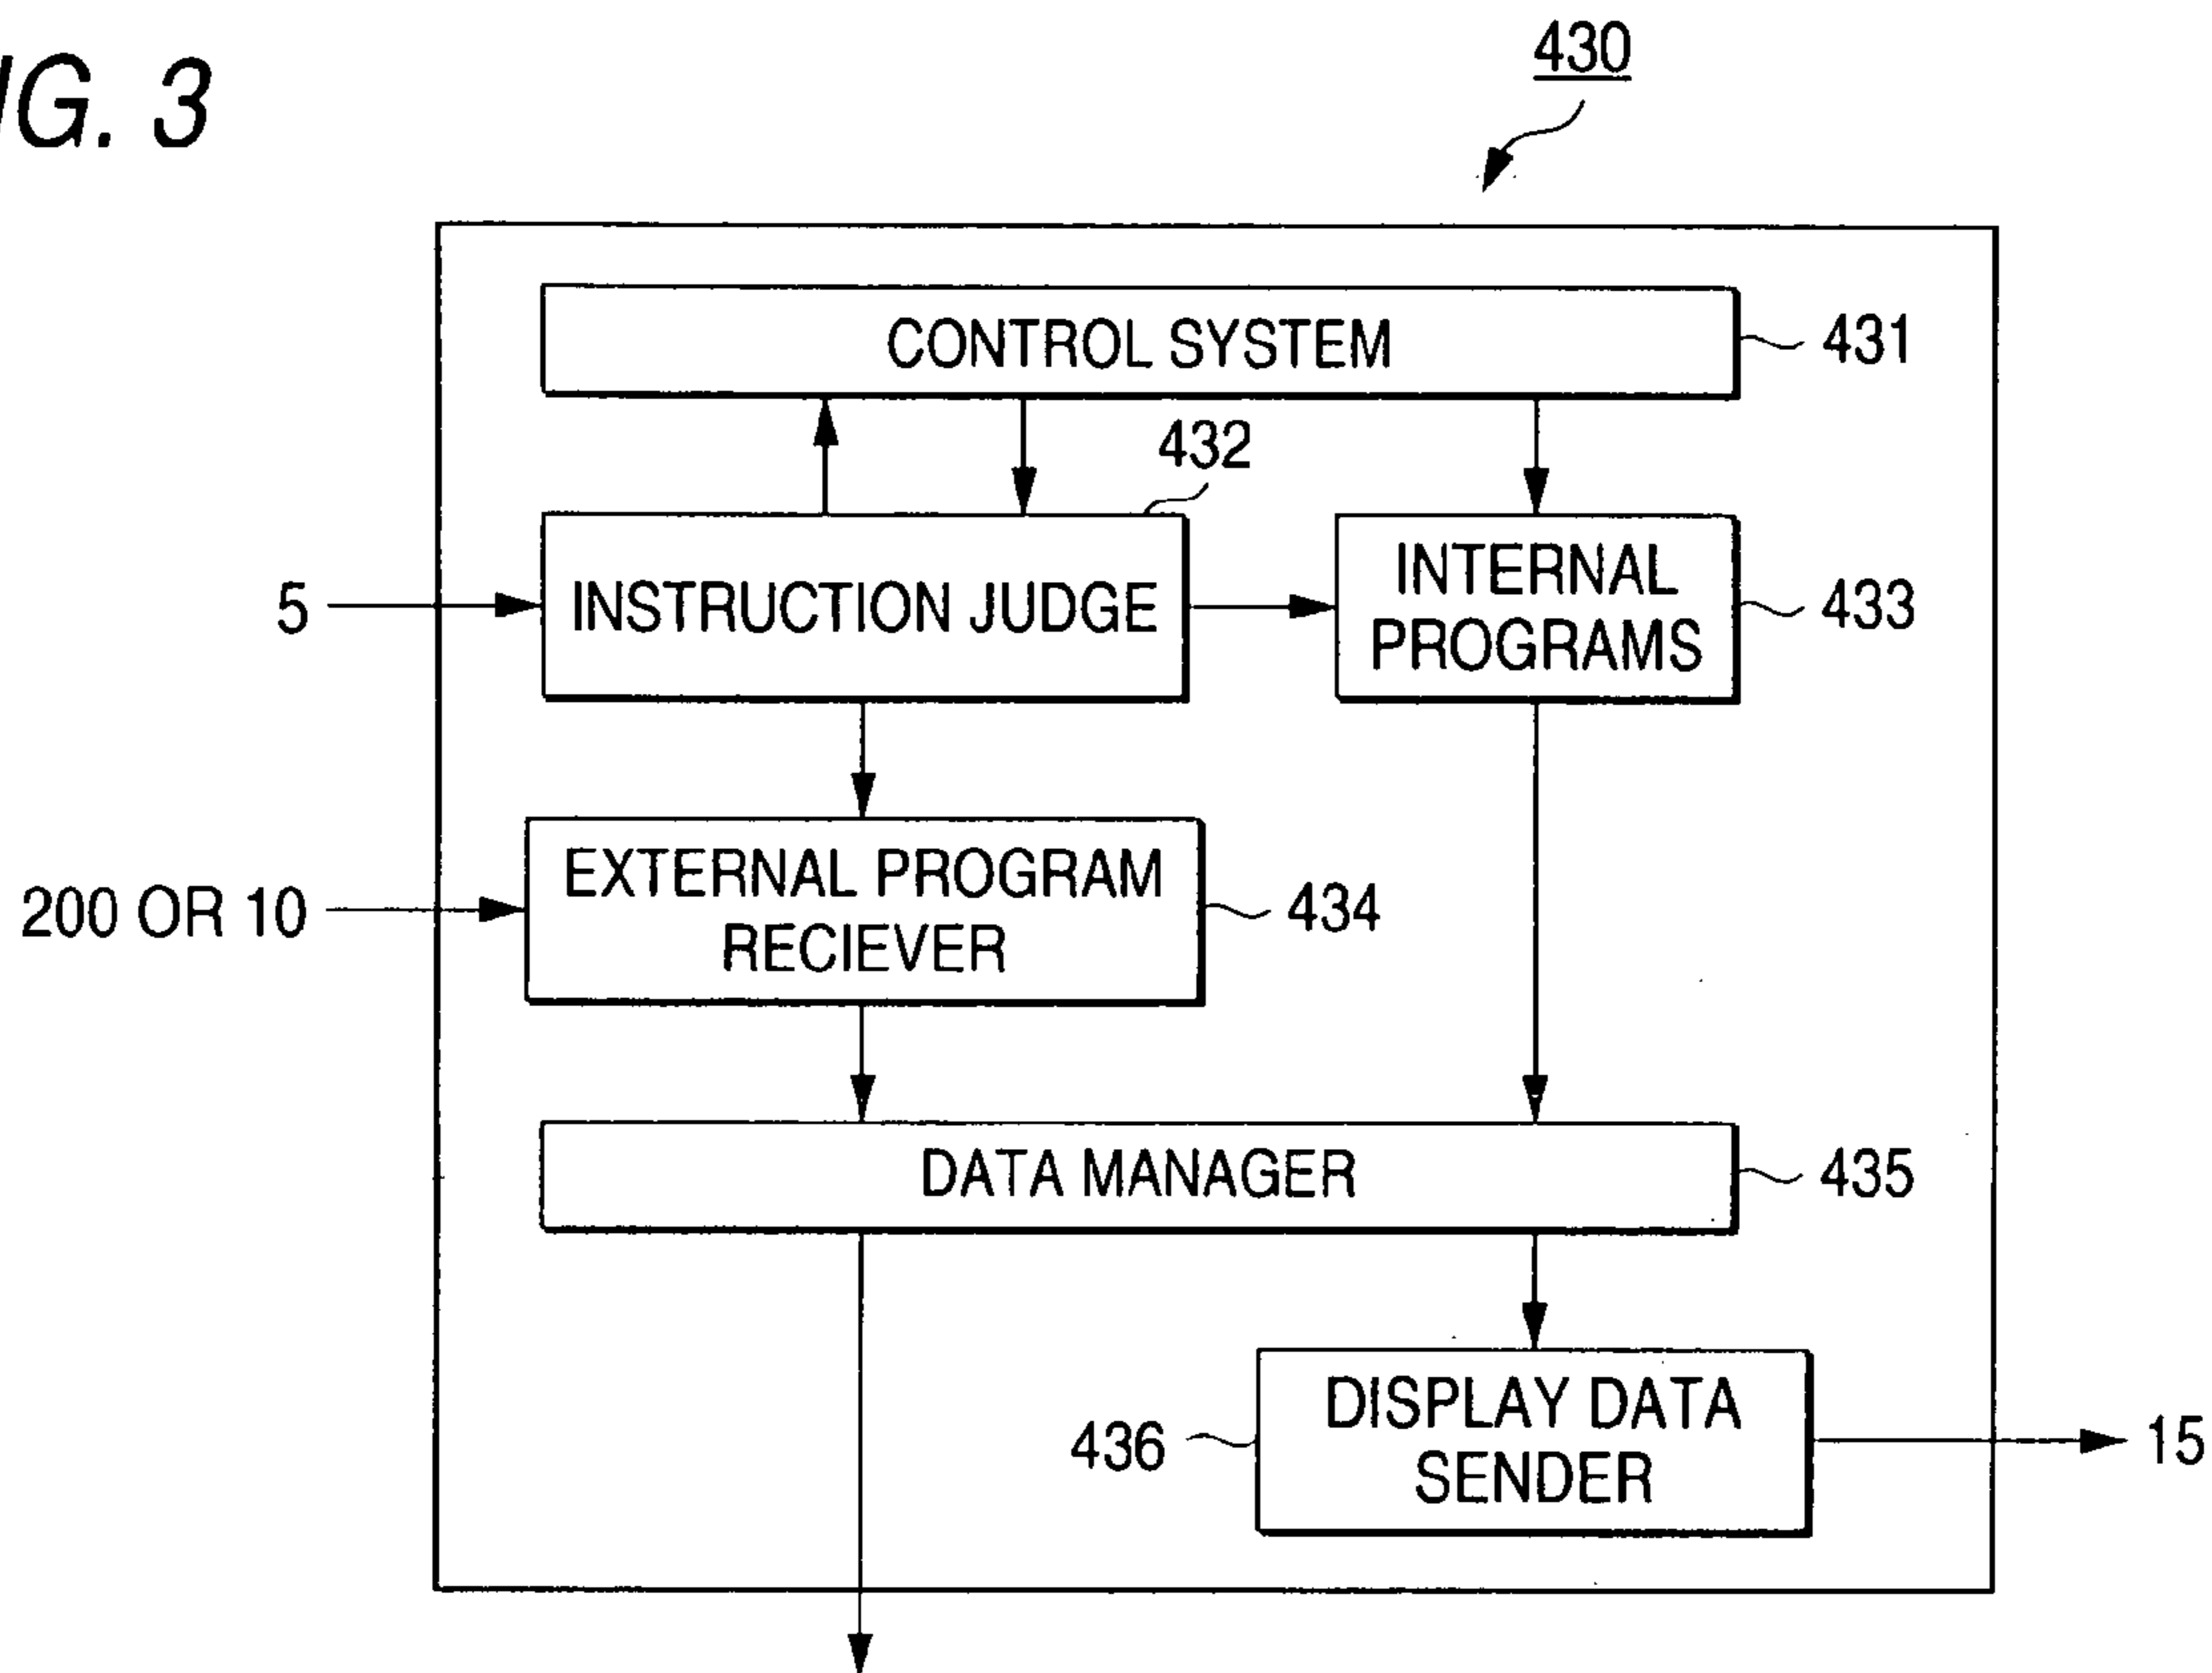 IG. 3
430
CONTROL SYSTEM
431
432
5
INSTRUCTION JUDGE
INTERNAL
PROGRAMS
433
200 OR 10
EXTERNAL PROGRAM
RECIEVER
434
DATA MANAGER
435
436
DISPLAY DATA
SENDER
15